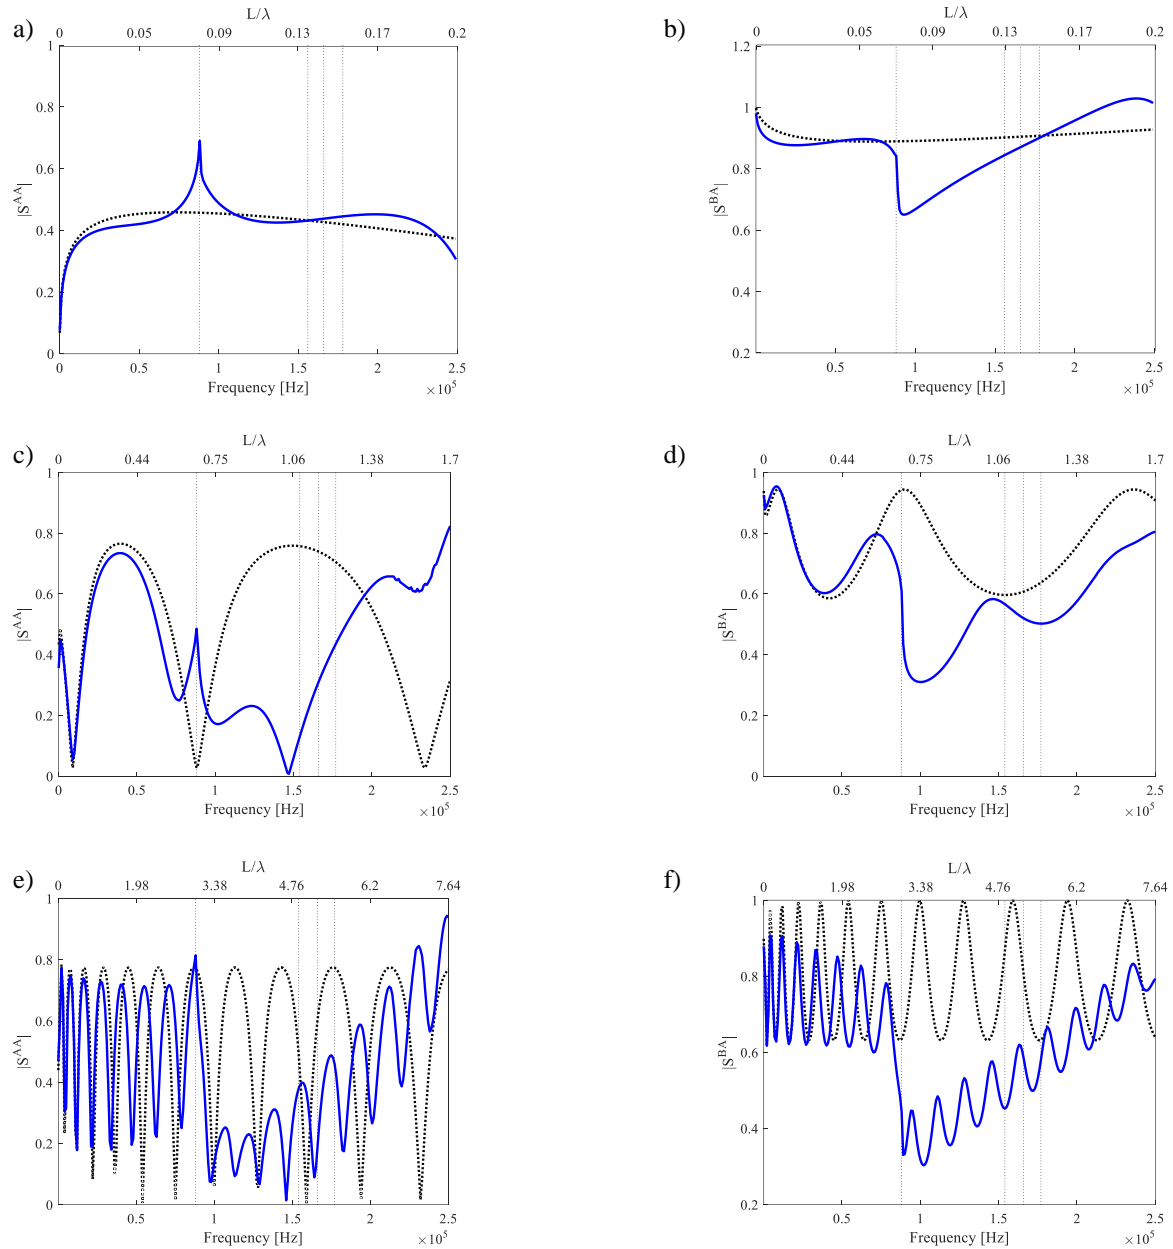 a)
L/λ
0 0.05 0.09 0.13 0.17 0.2
1
0.8
0.6
0.4
0.2
0
|S^AA|
0 0.5 1 1.5 2 2.5
Frequency [Hz]
×10^5
b)
L/λ
0 0.05 0.09 0.13 0.17 0.2
1.2
1
0.8
0.6
0.4
0.2
|S^BA|
0.5 1 1.5 2 2.5
Frequency [Hz]
×10^5
c)
L/λ
0 0.44 0.75 1.06 1.38 1.7
1
0.8
0.6
0.4
0.2
0
|S^AA|
0 0.5 1 1.5 2 2.5
Frequency [Hz]
×10^5
d)
L/λ
0 0.44 0.75 1.06 1.38 1.7
1
0.8
0.6
0.4
0.2
0
|S^BA|
0.5 1 1.5 2 2.5
Frequency [Hz]
×10^5
e)
L/λ
0 1.98 3.38 4.76 6.2 7.64
1
0.8
0.6
0.4
0.2
0
|S^AA|
0 0.5 1 1.5 2 2.5
Frequency [Hz]
×10^5
f)
L/λ
0 1.98 3.38 4.76 6.2 7.64
1
0.8
0.6
0.4
0.2
|S^BA|
0.5 1 1.5 2 2.5
Frequency [Hz]
×10^5